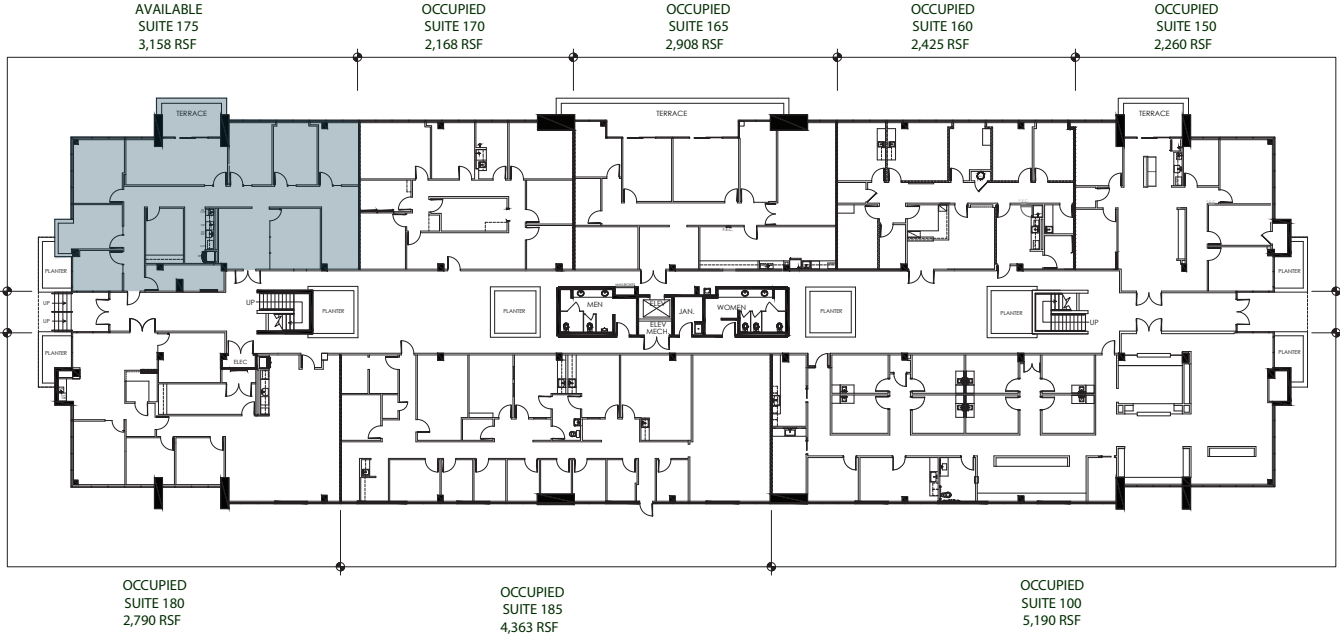 AVAILABLE
SUITE 175
3,158 RSF
OCCUPIED
SUITE 170
2,168 RSF
OCCUPIED
SUITE 165
2,908 RSF
OCCUPIED
SUITE 160
2,425 RSF
OCCUPIED
SUITE 150
2,260 RSF
TERRACE
TERRACE
TERRACE
PLANTER
PLANTER
UP
UP
UP
PLANTER
PLANTER
MEN
ELEV
ELEV
MECH.
JAN.
WOMEN
PLANTER
PLANTER
UP
PLANTER
ELEC
PLANTER
OCCUPIED
SUITE 180
2,790 RSF
OCCUPIED
SUITE 185
4,363 RSF
OCCUPIED
SUITE 100
5,190 RSF